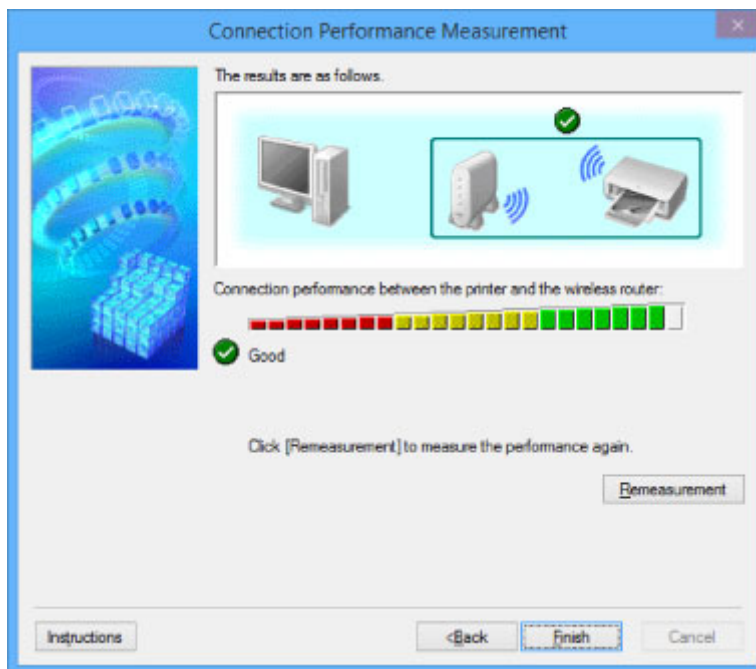 Connection Performance Measurement
The results are as follows.
Connection performance between the printer and the wireless router:
Good
Click [Remeasurement] to measure the performance again.
Remeasurement
Instructions
<Back
Finish
Cancel